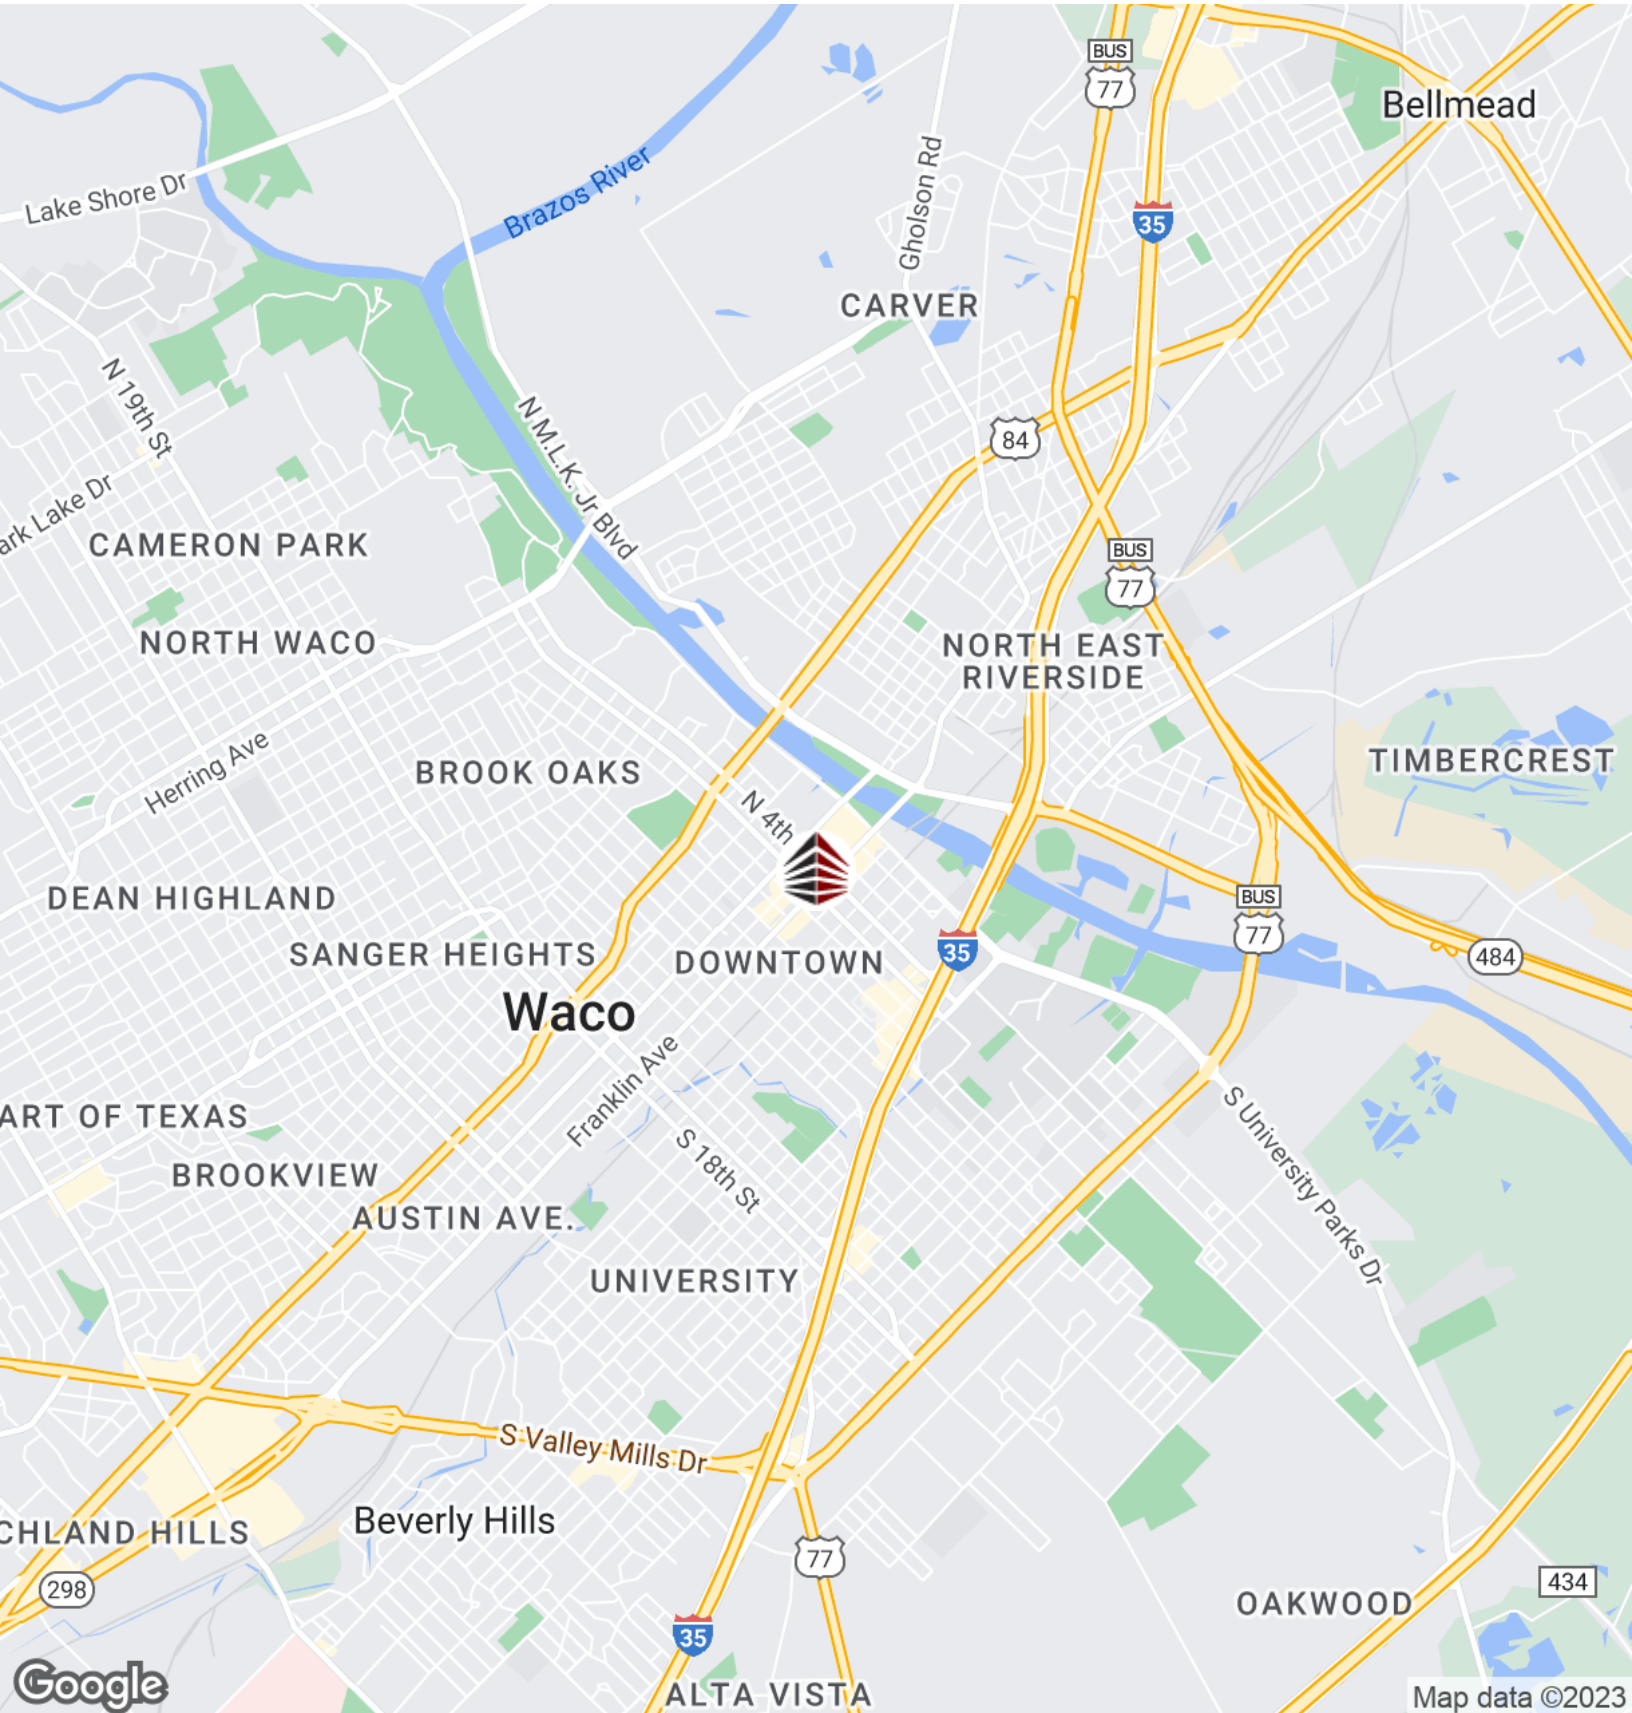 BUS
77
Bellmead
Brazos River
Lake Shore Dr
Gholson Rd
35
CARVER
N 19th St
N M.L.K. Jr Blvd
84
ark Lake Dr
CAMERON PARK
BUS
77
NORTH WACO
NORTH EAST
RIVERSIDE
Herring Ave
BROOK OAKS
TIMBERCREST
N 4th
DEAN HIGHLAND
BUS
77
SANGER HEIGHTS
DOWNTOWN
35
484
Waco
Franklin Ave
ART OF TEXAS
S 18th St
S University Parks Dr
BROOKVIEW
AUSTIN AVE.
UNIVERSITY
S Valley Mills Dr
Beverly Hills
CHLAND HILLS
77
298
434
OAKWOOD
35
Google
ALTA VISTA
Map data ©2023